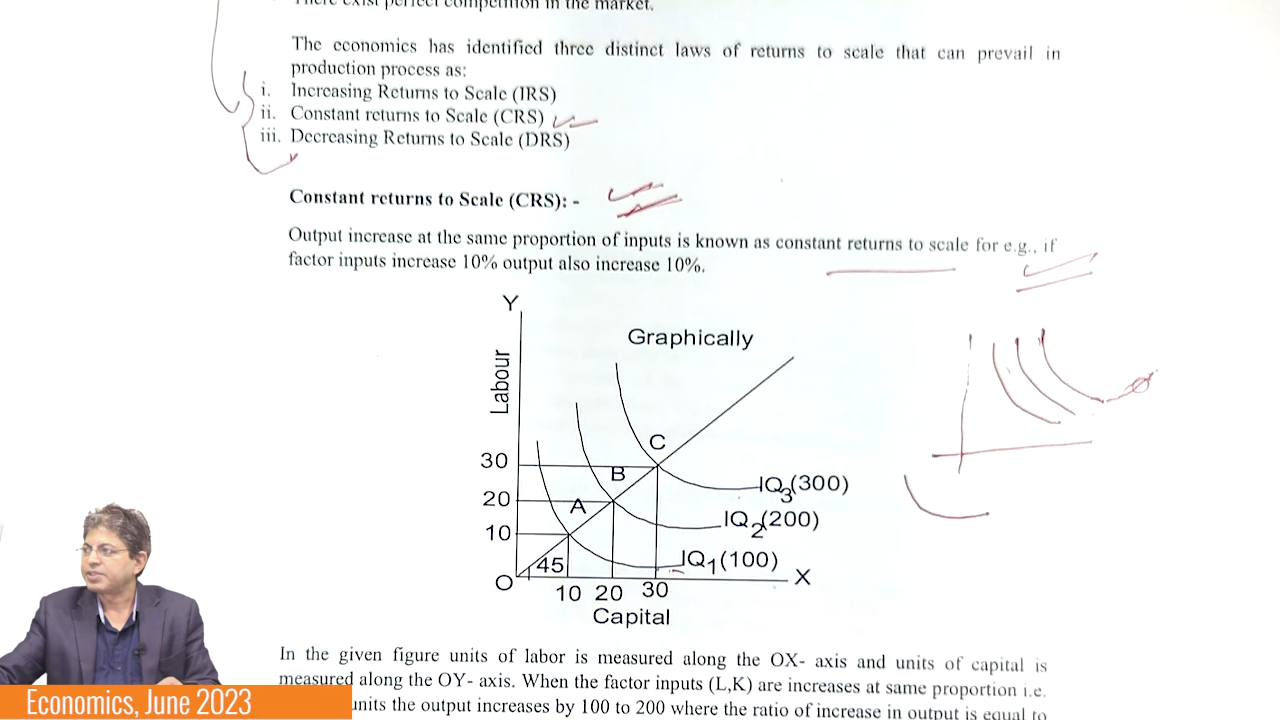 There exist perfect competition in the market.
The economics has identified three distinct laws of returns to scale that can prevail in
production process as:
i. Increasing Returns to Scale (IRS)
ii. Constant returns to Scale (CRS)
iii. Decreasing Returns to Scale (DRS)
Constant returns to Scale (CRS): -
Output increase at the same proportion of inputs is known as constant returns to scale for e.g., if
factor inputs increase 10% output also increase 10%.
Y
Graphically
Labour
C
30
B
IQ3(300)
20
A
IQ2(200)
10
IQ1(100)
45
O
X
10 20 30
Capital
In the given figure units of labor is measured along the OX- axis and units of capital is
measured along the OY- axis. When the factor inputs (L,K) are increases at same proportion i.e.
units the output increases by 100 to 200 where the ratio of increase in output is equal to
Economics, June 2023